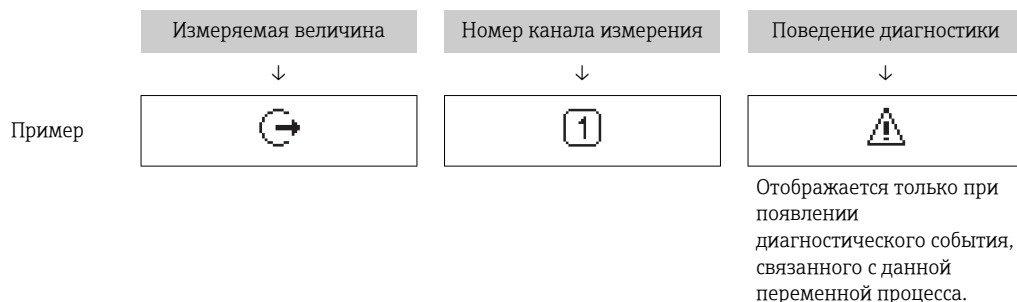 Измеряемая величина Номер канала измерения Поведение диагностики
↓ ↓ ↓
Пример 1
Отображается только при
появлении
диагностического события,
связанного с данной
переменной процесса.